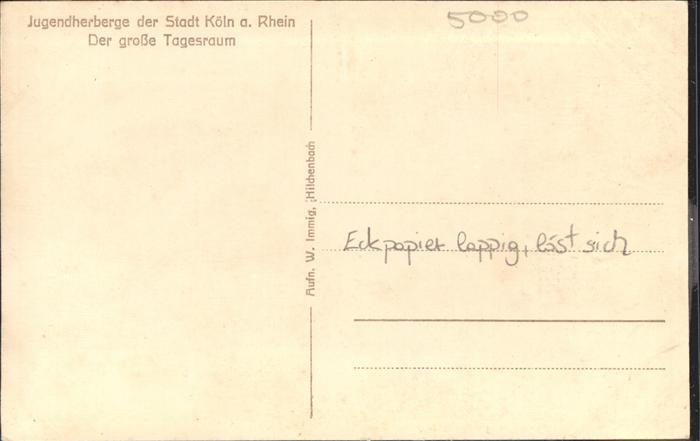 Jugendherberge der Stadt Köln a. Rhein
Der große Tagesraum
5000
Aufn. W. Immig, Hilchenbach
Eckpapier lappig, löst sich